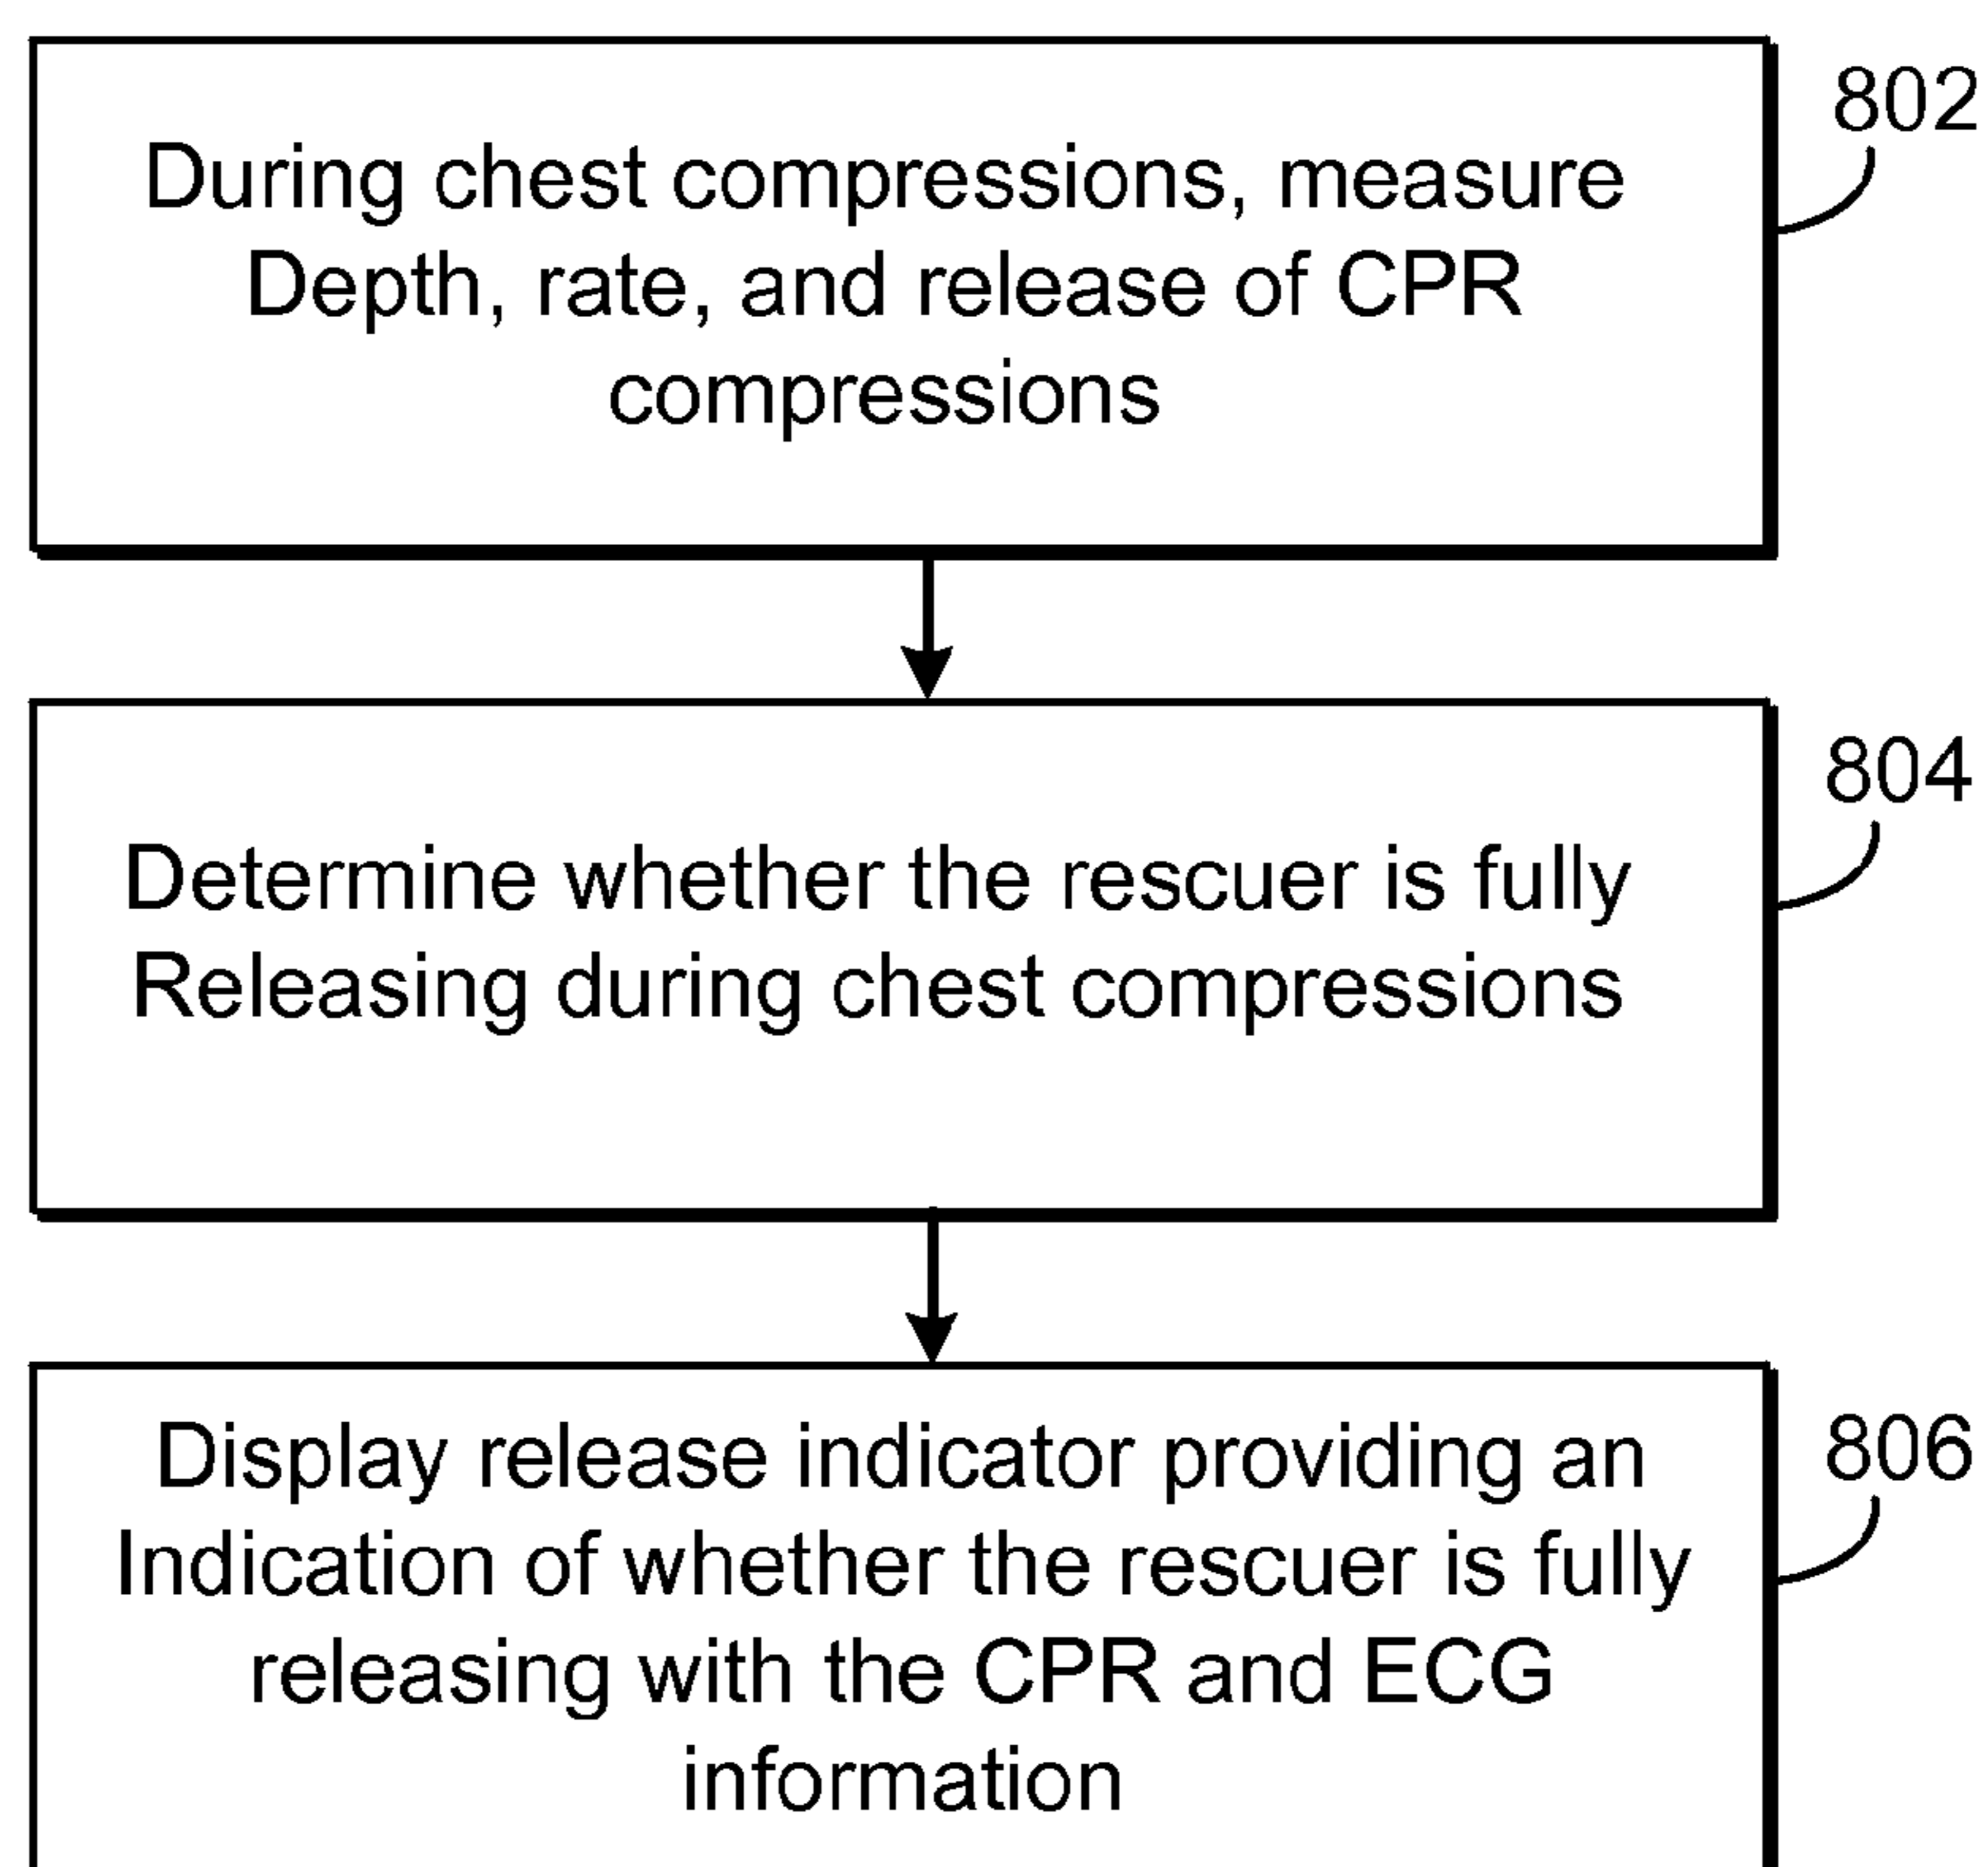 During chest compressions, measure
Depth, rate, and release of CPR
compressions
802
Determine whether the rescuer is fully
Releasing during chest compressions
804
Display release indicator providing an
Indication of whether the rescuer is fully
releasing with the CPR and ECG
information
806